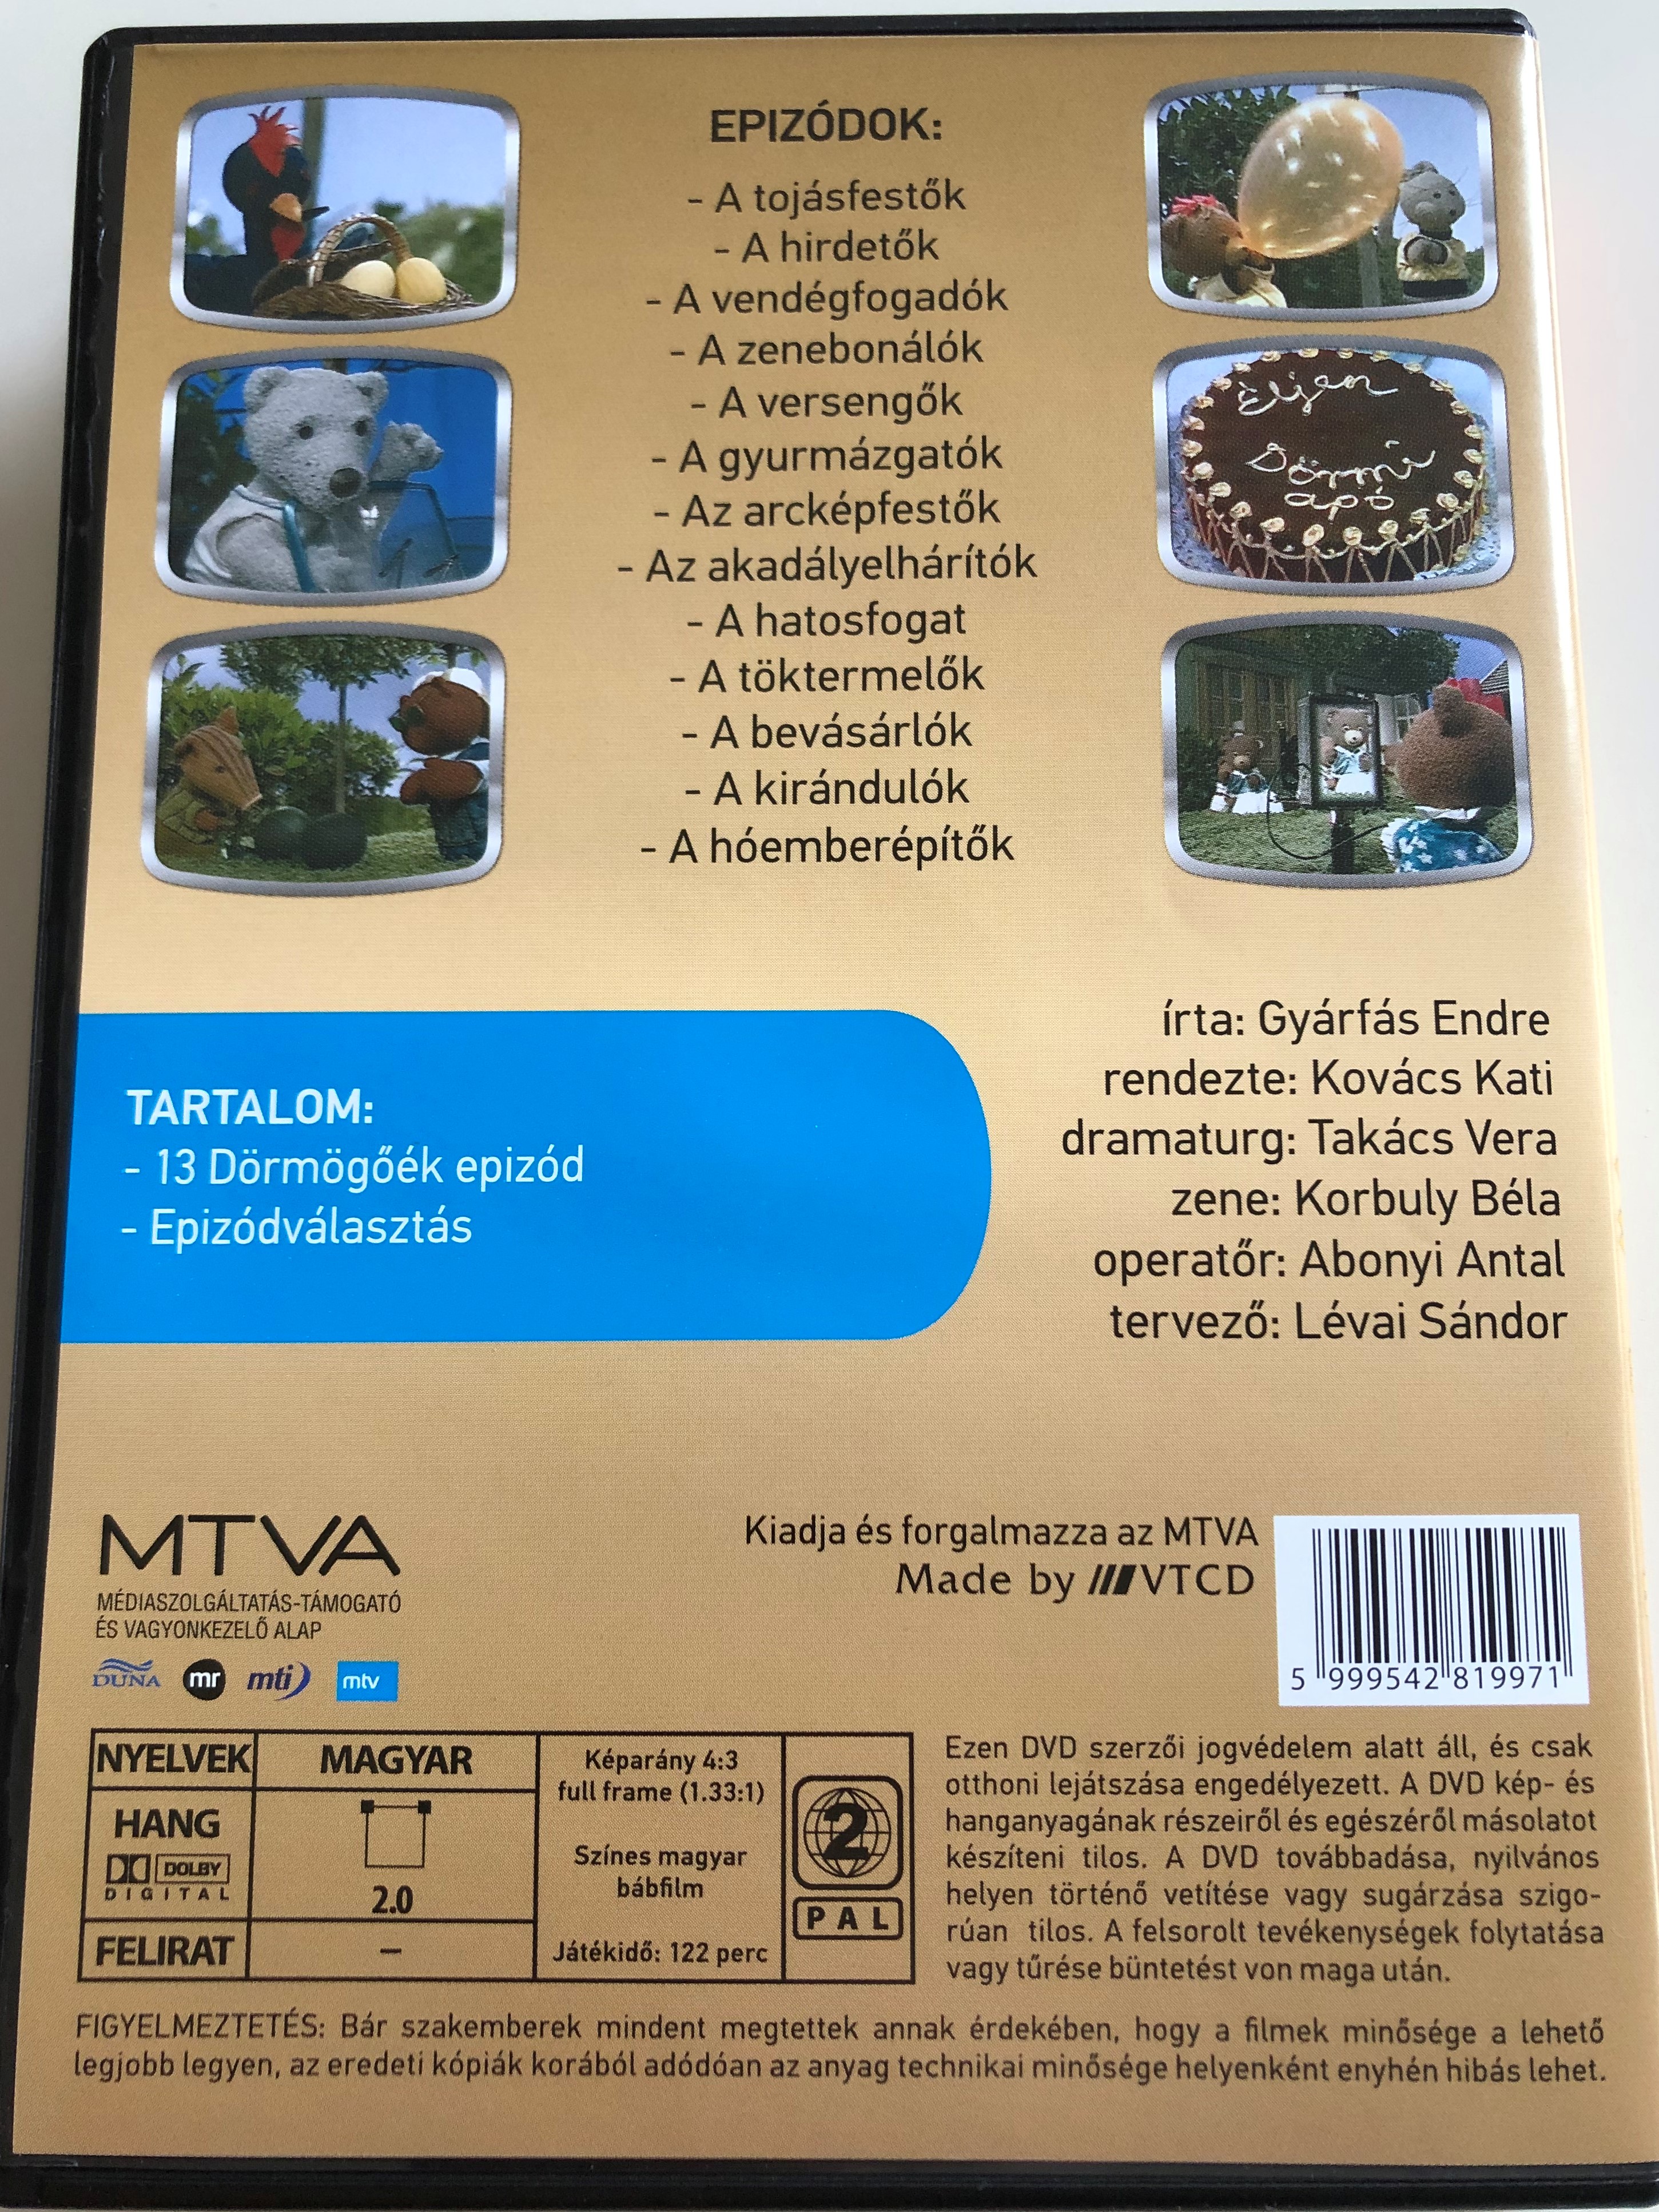 EPIZÓDOK:
- A tojásfestők
- A hirdetők
- A vendégfogadók
- A zenebonálók
- A versengők
- A gyurmázgatók
- Az arcképfestők
- Az akadályelhárítók
- A hatosfogat
- A töktermelők
- A bevásárlók
- A kirándulók
- A hóemberépítők
Éljen
Dömmi
apó
írta: Gyárfás Endre
rendezte: Kovács Kati
dramaturg: Takács Vera
zene: Korbuly Béla
operatőr: Abonyi Antal
tervező: Lévai Sándor
TARTALOM:
- 13 Dörmögőék epizód
- Epizódválasztás
MTVA
MÉDIASZOLGÁLTATÁS-TÁMOGATÓ
ÉS VAGYONKEZELŐ ALAP
DUNA mr mti mtv
Kiadja és forgalmazza az MTVA
Made by VTCD
5 999542 819971
NYELVEK MAGYAR
HANG
DOLBY
DIGITAL
2.0
FELIRAT –
Képarány 4:3
full frame (1.33:1)
Színes magyar
bábfilm
Játékidő: 122 perc
2
PAL
Ezen DVD szerzői jogvédelem alatt áll, és csak
otthoni lejátszása engedélyezett. A DVD kép- és
hanganyagának részeiről és egészéről másolatot
készíteni tilos. A DVD továbbadása, nyilvános
helyen történő vetítése vagy sugárzása szigo-
rúan tilos. A felsorolt tevékenységek folytatása
vagy tűrése büntetést von maga után.
FIGYELMEZTETÉS: Bár szakemberek mindent megtettek annak érdekében, hogy a filmek minősége a lehető
legjobb legyen, az eredeti kópiák korából adódóan az anyag technikai minősége helyenként enyhén hibás lehet.